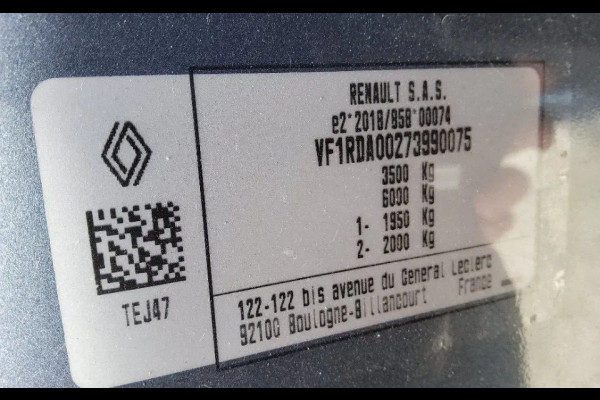 RENAULT S.A.S.
e2*2018/858*00074
VF1RDA00273990075
3500 Kg
6000 Kg
1- 1950 Kg
2- 2000 Kg
TEJ47
122-122 bis avenue du General Leclerc
92100 Boulogne-Billancourt France